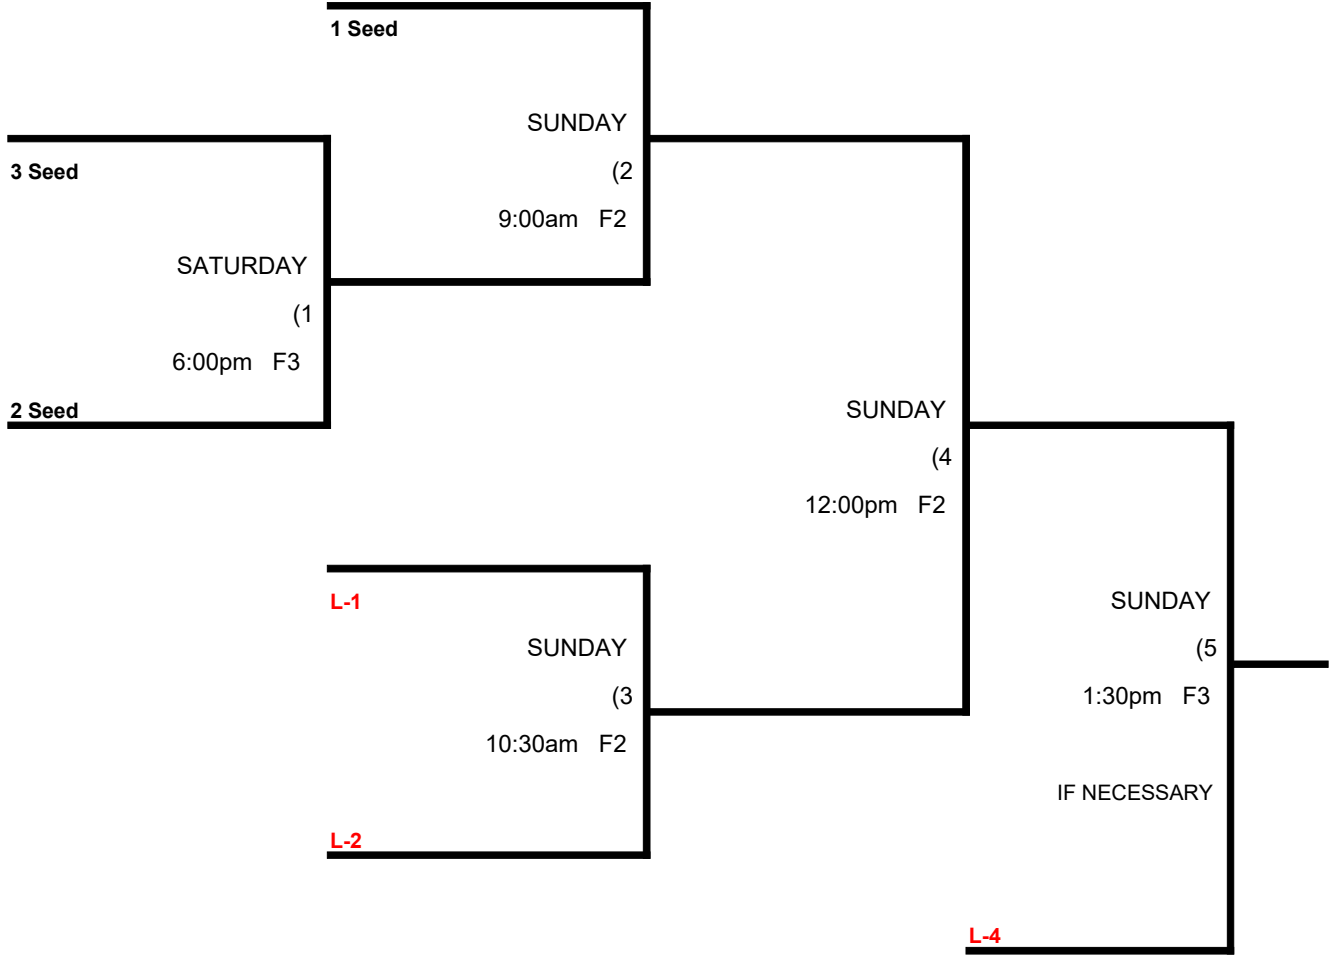 1 Seed
SUNDAY
(2
9:00am F2
3 Seed
SATURDAY
(1
6:00pm F3
2 Seed
SUNDAY
(4
12:00pm F2
L-1
SUNDAY
(3
10:30am F2
L-2
SUNDAY
(5
1:30pm F3
IF NECESSARY
L-4